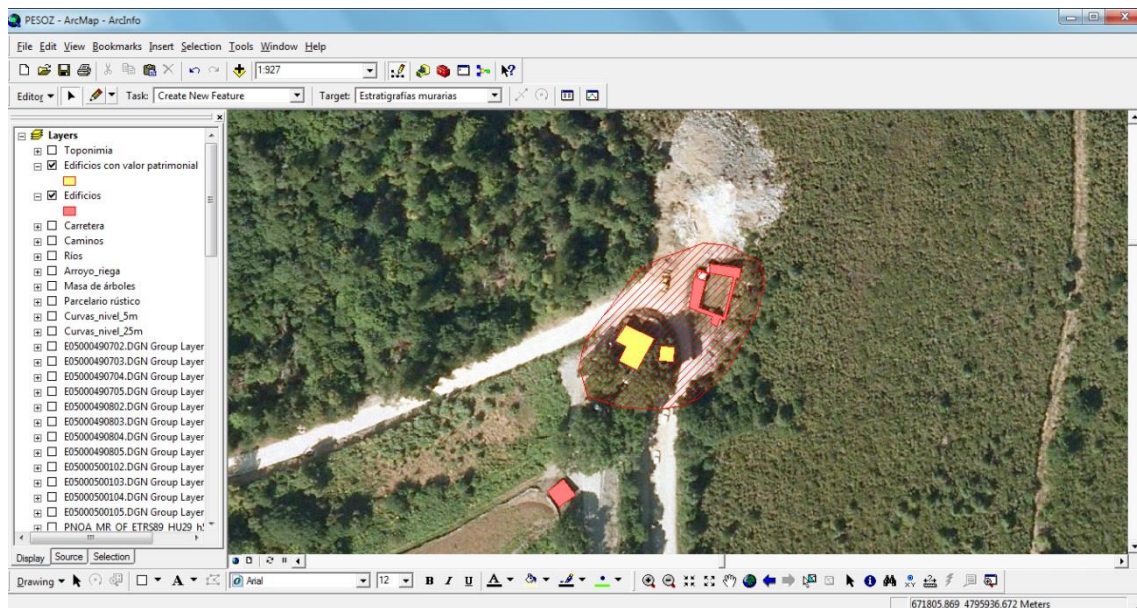 PESOZ - ArcMap - ArcInfo
File Edit View Bookmarks Insert Selection Tools Window Help
1:927
Editor Task: Create New Feature Target: Estratigrafías murarias
Layers
Toponimia
Edificios con valor patrimonial
Edificios
Carretera
Caminos
Ríos
Arroyo_riega
Masa de árboles
Parcelario rústico
Curvas_nivel_5m
Curvas_nivel_25m
E05000490702.DGN Group Layer
E05000490703.DGN Group Layer
E05000490704.DGN Group Layer
E05000490705.DGN Group Layer
E05000490802.DGN Group Layer
E05000490803.DGN Group Layer
E05000490804.DGN Group Layer
E05000490805.DGN Group Layer
E05000500102.DGN Group Layer
E05000500103.DGN Group Layer
E05000500104.DGN Group Layer
E05000500105.DGN Group Layer
PNOA_MR_OF_ETRS89_HU29
Display Source Selection
Drawing A Arial 12 B I U A
671805.869 4795936.672 Meters